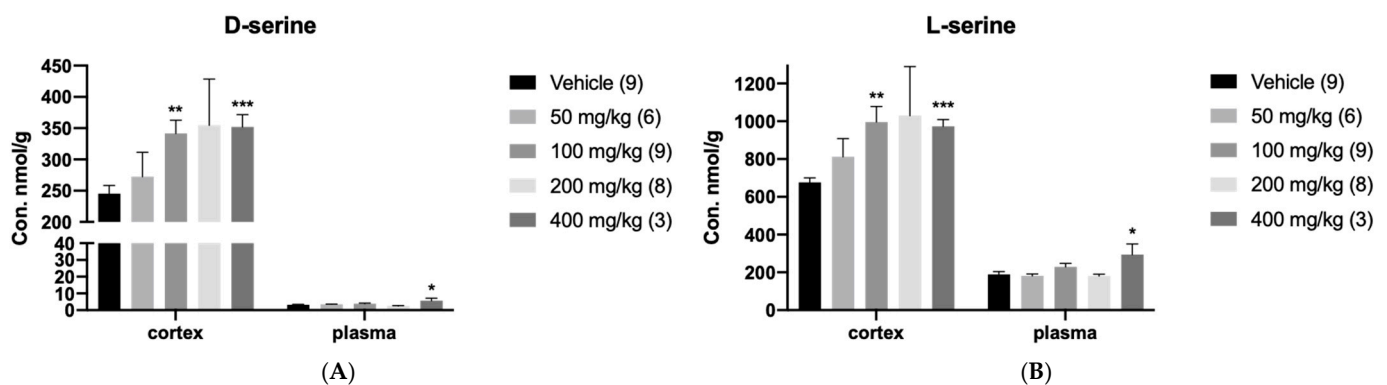 D-serine
Con. nmol/g
450
400
350
300
250
200
40
30
20
10
0
**
***
*
cortex
plasma
Vehicle (9)
50 mg/kg (6)
100 mg/kg (9)
200 mg/kg (8)
400 mg/kg (3)
(A)
L-serine
Con. nmol/g
1200
1000
800
600
400
200
0
**
***
*
cortex
plasma
Vehicle (9)
50 mg/kg (6)
100 mg/kg (9)
200 mg/kg (8)
400 mg/kg (3)
(B)